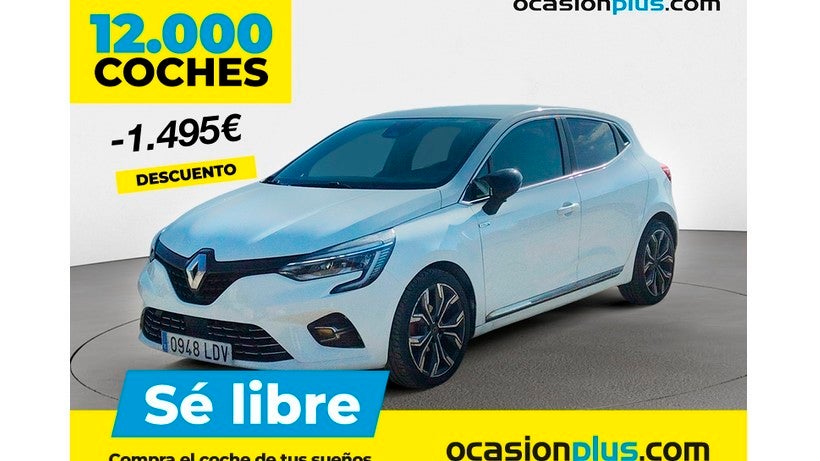 ocasionplus.com
12.000
COCHES
-1.495€
DESCUENTO
0948 LDV
Sé libre
Compra el coche de tus sueños
ocasionplus.com